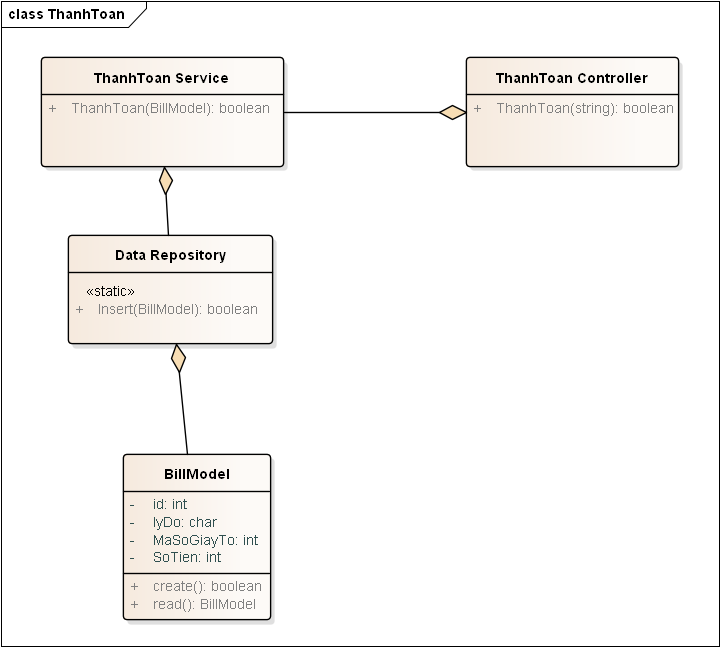 class ThanhToan
ThanhToan Service
+ ThanhToan(BillModel): boolean
ThanhToan Controller
+ ThanhToan(string): boolean
Data Repository
«static»
+ Insert(BillModel): boolean
BillModel
- id: int
- lyDo: char
- MaSoGiayTo: int
- SoTien: int
+ create(): boolean
+ read(): BillModel